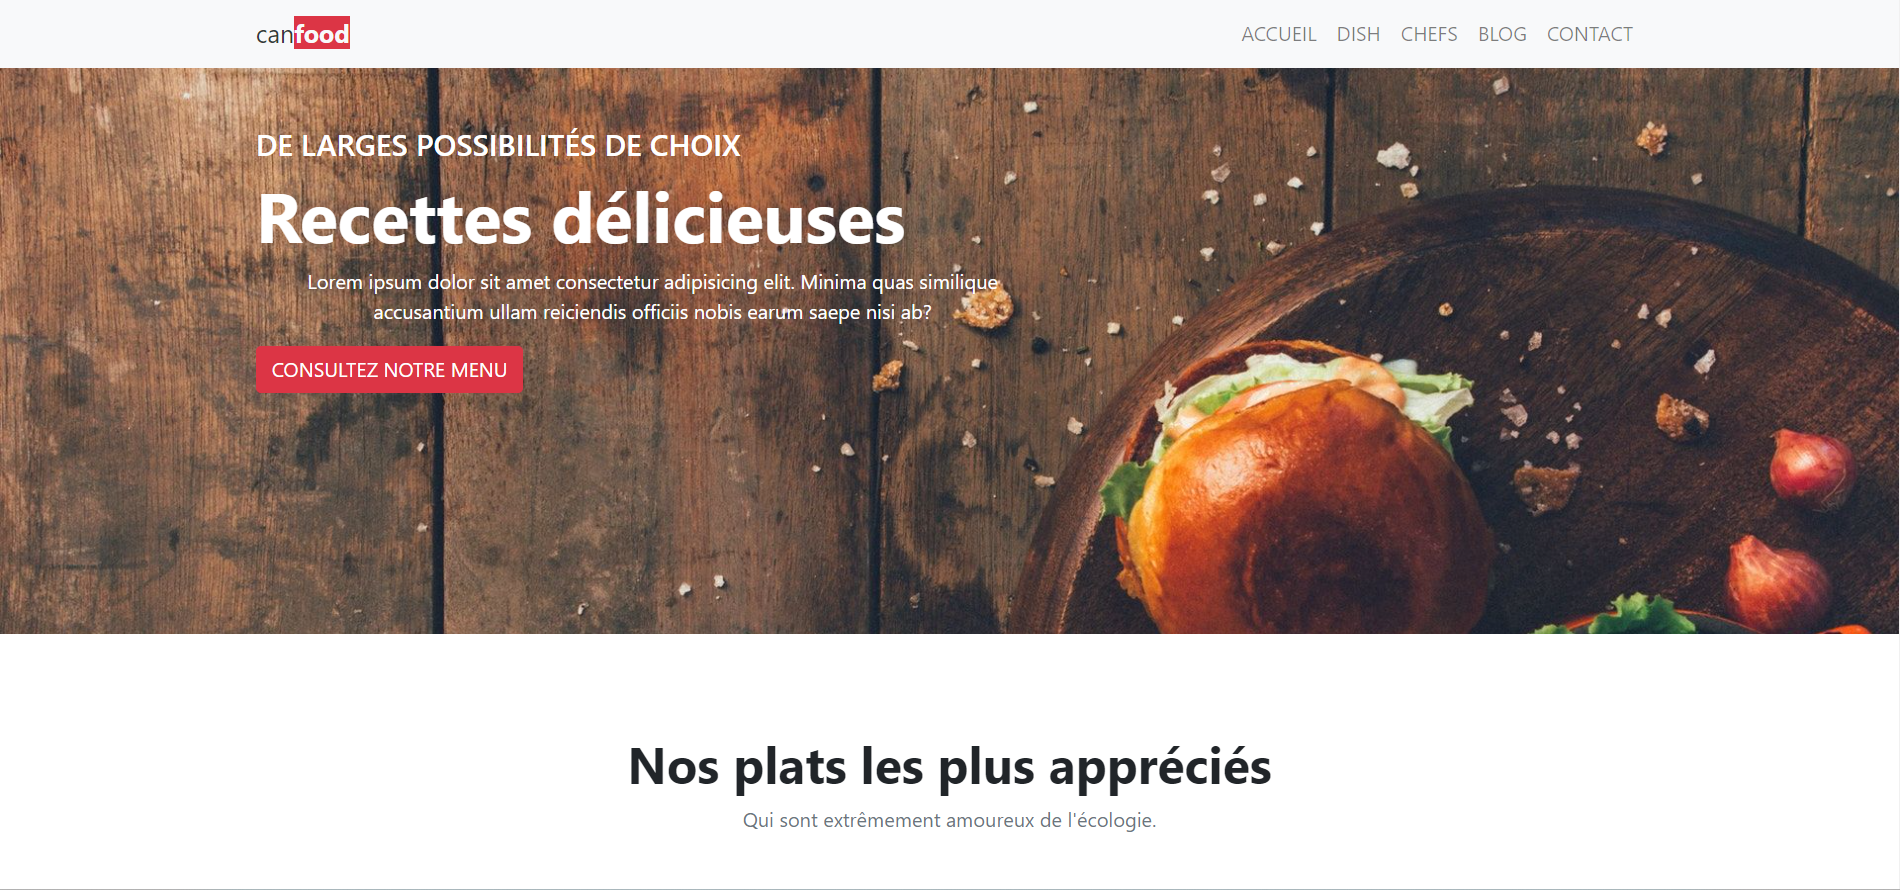 canfood
ACCUEIL DISH CHEFS BLOG CONTACT
DE LARGES POSSIBILITÉS DE CHOIX
Recettes délicieuses
Lorem ipsum dolor sit amet consectetur adipisicing elit. Minima quas similique
accusantium ullam reiciendis officiis nobis earum saepe nisi ab?
CONSULTEZ NOTRE MENU
Nos plats les plus appréciés
Qui sont extrêmement amoureux de l'écologie.